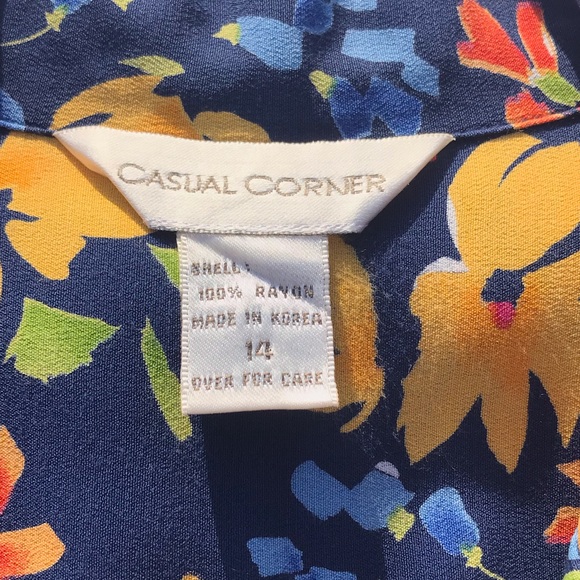 CASUAL CORNER
SHELL:
100% RAYON
MADE IN KOREA
14
OVER FOR CARE